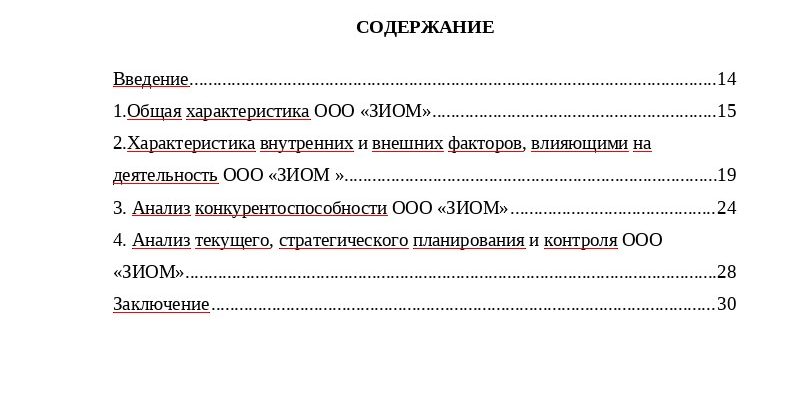 СОДЕРЖАНИЕ
Введение................................................................................................................14
1.Общая характеристика ООО «ЗИОМ»............................................................15
2.Характеристика внутренних и внешних факторов, влияющими на
деятельность ООО «ЗИОМ »...............................................................................19
3. Анализ конкурентоспособности ООО «ЗИОМ»............................................24
4. Анализ текущего, стратегического планирования и контроля ООО
«ЗИОМ».................................................................................................................28
Заключение...........................................................................................................30